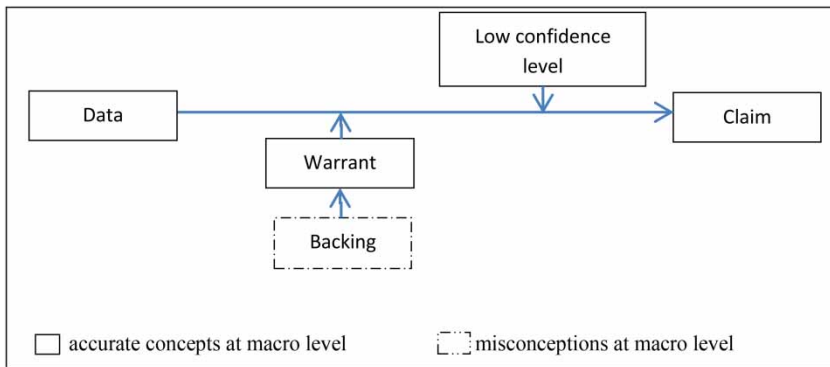 Low confidence
level
Data
Claim
Warrant
Backing
accurate concepts at macro level
misconceptions at macro level